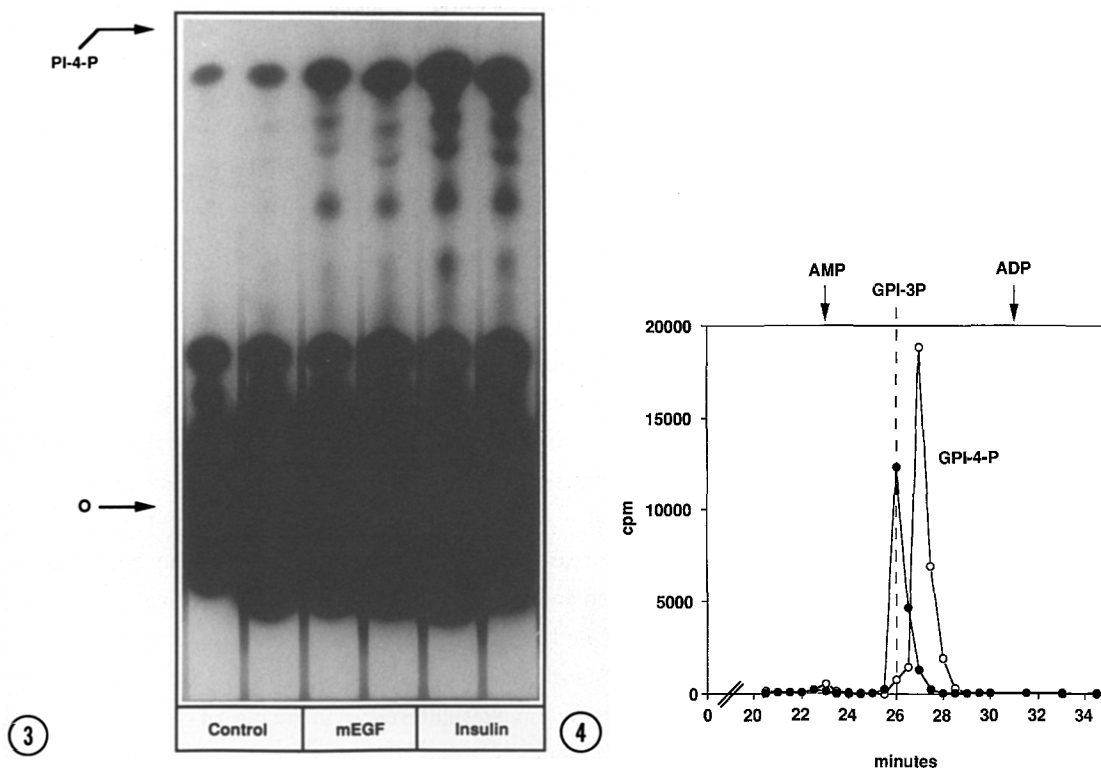 PI-4-P
O
Control mEGF Insulin
3
4
AMP ADP
GPI-3P
20000
15000
10000
5000
0
cpm
GPI-4-P
0 20 22 24 26 28 30 32 34
minutes